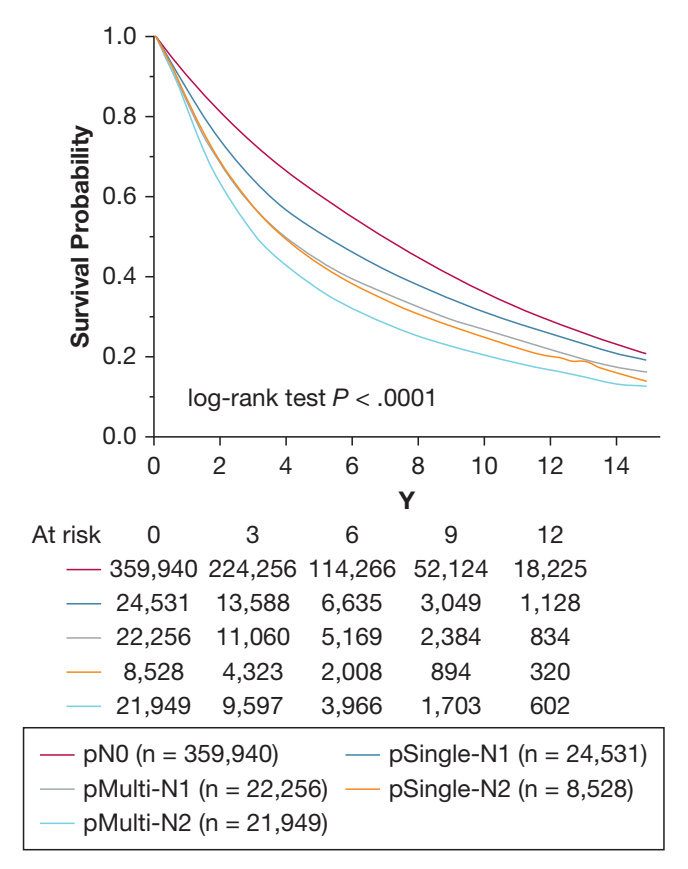 1.0
0.8
0.6
0.4
0.2
0.0
Survival Probability
log-rank test P < .0001
0 2 4 6 8 10 12 14
Y
At risk 0 3 6 9 12
359,940 224,256 114,266 52,124 18,225
24,531 13,588 6,635 3,049 1,128
22,256 11,060 5,169 2,384 834
8,528 4,323 2,008 894 320
21,949 9,597 3,966 1,703 602
pN0 (n = 359,940) pSingle-N1 (n = 24,531)
pMulti-N1 (n = 22,256) pSingle-N2 (n = 8,528)
pMulti-N2 (n = 21,949)